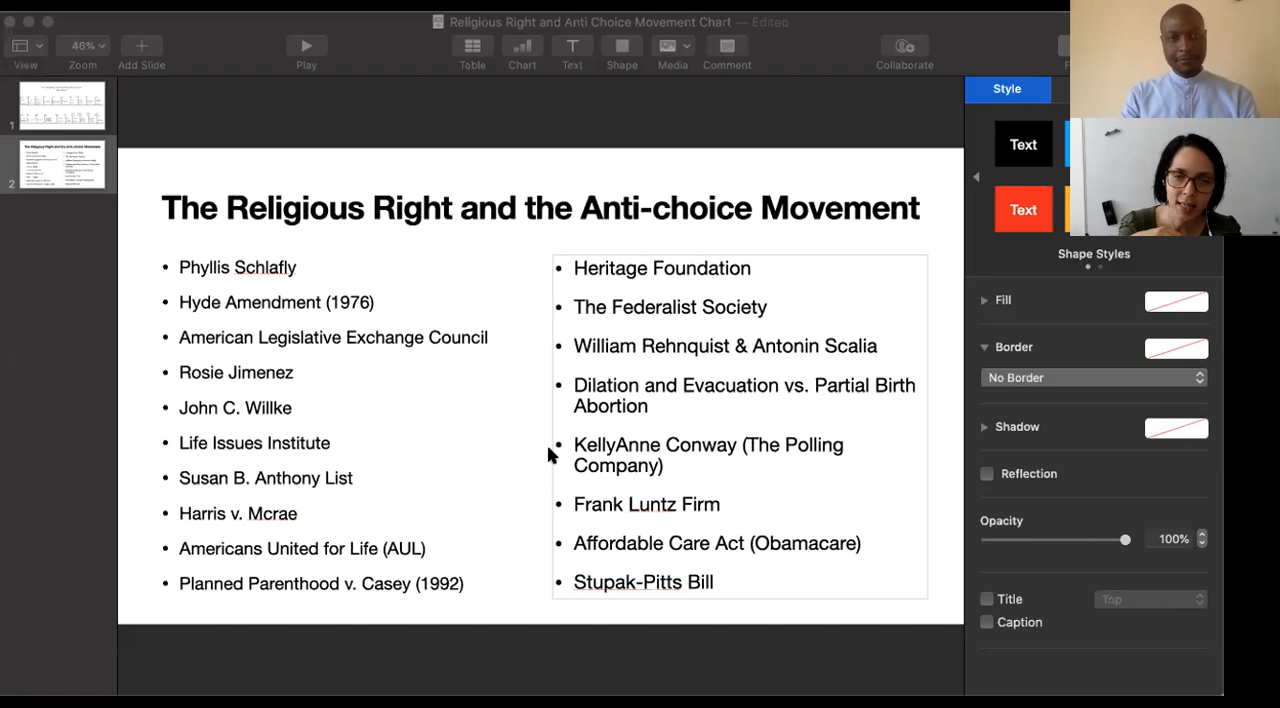 Religious Right and Anti Choice Movement Chart — Edited
View
46%
Zoom
Add Slide
Play
Table
Chart
Text
Shape
Media
Comment
Collaborate
1
2
The Religious Right and the Anti-choice Movement
• Phyllis Schlafly
• Hyde Amendment (1976)
• American Legislative Exchange Council
• Rosie Jimenez
• John C. Willke
• Life Issues Institute
• Susan B. Anthony List
• Harris v. Mcrae
• Americans United for Life (AUL)
• Planned Parenthood v. Casey (1992)
• Heritage Foundation
• The Federalist Society
• William Rehnquist & Antonin Scalia
• Dilation and Evacuation vs. Partial Birth
Abortion
• KellyAnne Conway (The Polling
Company)
• Frank Luntz Firm
• Affordable Care Act (Obamacare)
• Stupak-Pitts Bill
Style
Text
Text
Shape Styles
Fill
Border
No Border
Shadow
Reflection
Opacity
100%
Title
Top
Caption